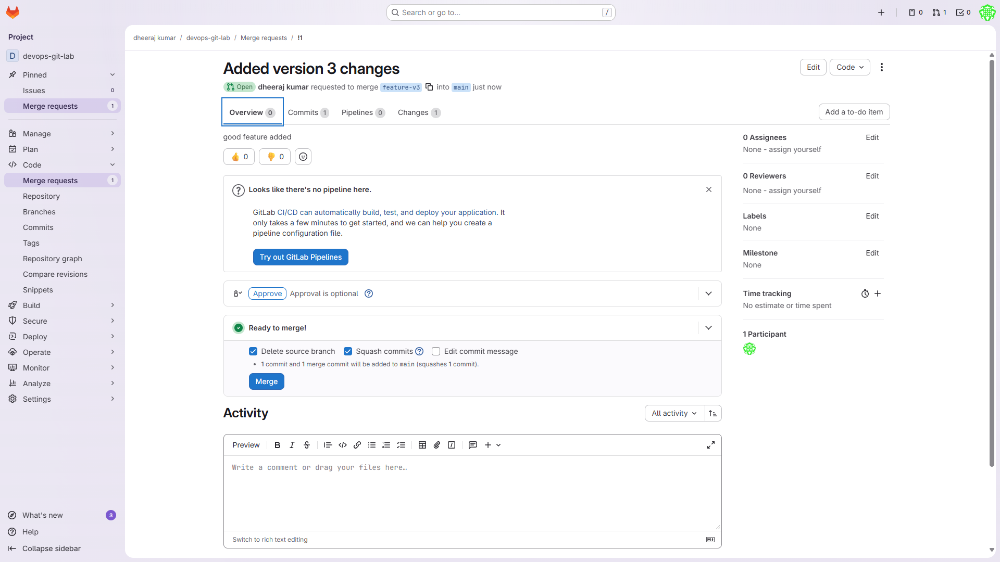 Search or go to...
/
0
1
0
Project
D devops-git-lab
Pinned
Issues 0
Merge requests 1
Manage
Plan
Code
Merge requests 1
Repository
Branches
Commits
Tags
Repository graph
Compare revisions
Snippets
Build
Secure
Deploy
Operate
Monitor
Analyze
Settings
What's new 3
Help
Collapse sidebar
dheeraj kumar / devops-git-lab / Merge requests / !1
Added version 3 changes
Edit
Code
Open dheeraj kumar requested to merge feature-v3 into main just now
Overview 0 Commits 1 Pipelines 0 Changes 1
Add a to-do item
good feature added
0 0
Looks like there's no pipeline here.
GitLab CI/CD can automatically build, test, and deploy your application. It
only takes a few minutes to get started, and we can help you create a
pipeline configuration file.
Try out GitLab Pipelines
Approve Approval is optional
Ready to merge!
Delete source branch Squash commits Edit commit message
• 1 commit and 1 merge commit will be added to main (squashes 1 commit).
Merge
Activity
All activity
Preview
Write a comment or drag your files here…
Switch to rich text editing
0 Assignees Edit
None - assign yourself
0 Reviewers Edit
None - assign yourself
Labels Edit
None
Milestone Edit
None
Time tracking
No estimate or time spent
1 Participant